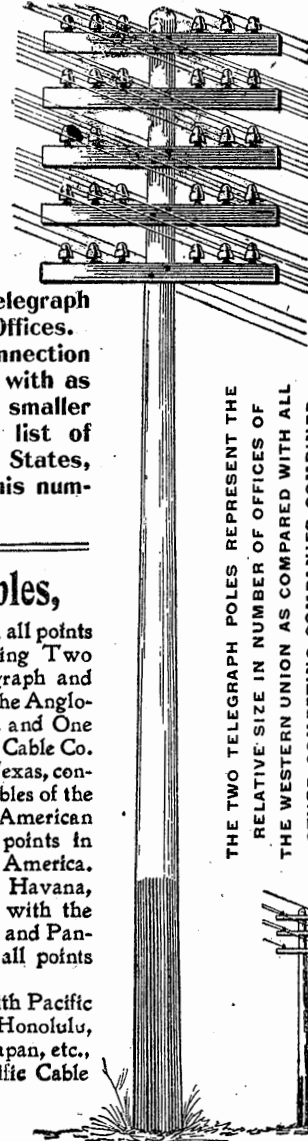 elegraph
Offices.
nnection
with as
smaller
list of
States,
his num-
bles,
all points
ing Two
graph and
he Anglo-
and One
Cable Co.
Texas, con-
bles of the
American
points in
America.
Havana,
with the
and Pan-
all points
ith Pacific
Honolulu,
apan, etc.,
ific Cable
THE TWO TELEGRAPH POLES REPRESENT THE
RELATIVE SIZE IN NUMBER OF OFFICES OF
THE WESTERN UNION AS COMPARED WITH ALL